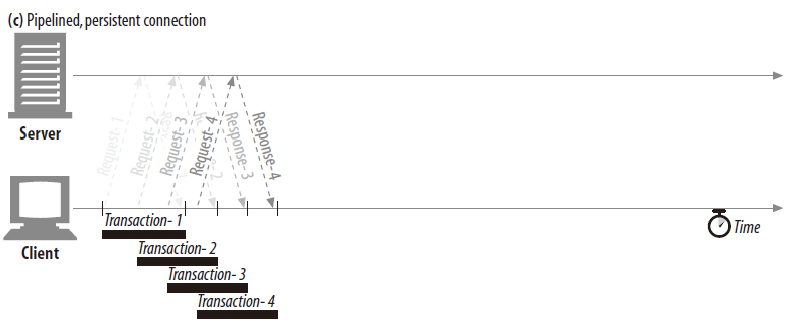 (c) Pipelined, persistent connection
Server
Request-1
Request-2
Request-3
Request-4
Response-3
Response-4
Client
Time
Transaction- 1
Transaction- 2
Transaction- 3
Transaction- 4